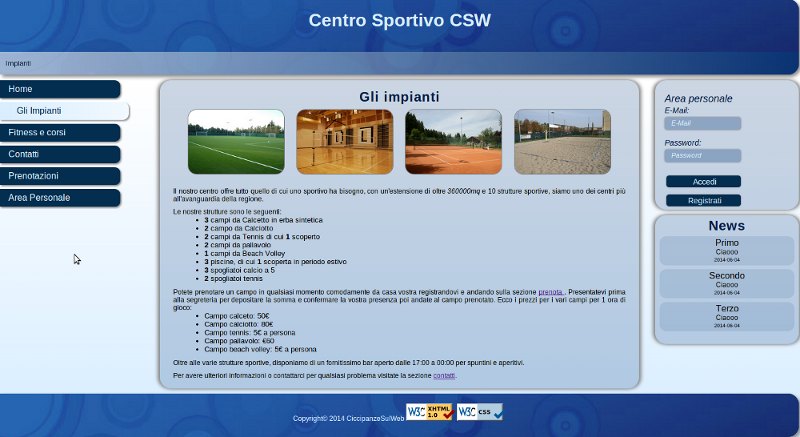 Centro Sportivo CSW
Impianti
Home
Gli Impianti
Fitness e corsi
Contatti
Prenotazioni
Area Personale
Gli impianti
Il nostro centro offre tutto quello di cui uno sportivo ha bisogno, con un'estensione di oltre 360000mq e 10 strutture sportive, siamo uno dei centri più
all'avanguardia della regione.
Le nostre strutture sono le seguenti:
3 campi da Calcetto in erba sintetica
2 campo da Calciotto
2 campi da Tennis di cui 1 scoperto
2 campi da pallavolo
1 campi da Beach Volley
3 piscine, di cui 1 scoperta in periodo estivo
3 spogliatoi calcio a 5
2 spogliatoi tennis
Potete prenotare un campo in qualsiasi momento comodamente da casa vostra registrandovi e andando sulla sezione prenota. Presentatevi prima
alla segreteria per depositare la somma e confermare la vostra presenza poi andate al campo prenotato. Ecco i prezzi per i vari campi per 1 ora di
gioco:
Campo calceto: 50€
Campo calciotto: 80€
Campo tennis: 5€ a persona
Campo pallavolo: €60
Campo beach volley: 5€ a persona
Oltre alle varie strutture sportive, disponiamo di un fornitissimo bar aperto dalle 17:00 a 00:00 per spuntini e aperitivi.
Per avere ulteriori informazioni o contattarci per qualsiasi problema visitate la sezione contatti.
Area personale
E-Mail:
E-Mail
Password:
Password
Accedi
Registrati
News
Primo
Ciaooo
2014-06-04
Secondo
Ciaooo
2014-06-04
Terzo
Ciaooo
2014-06-04
Copyright© 2014 CiccipanzeSulWeb
W3C XHTML 1.0
W3C CSS